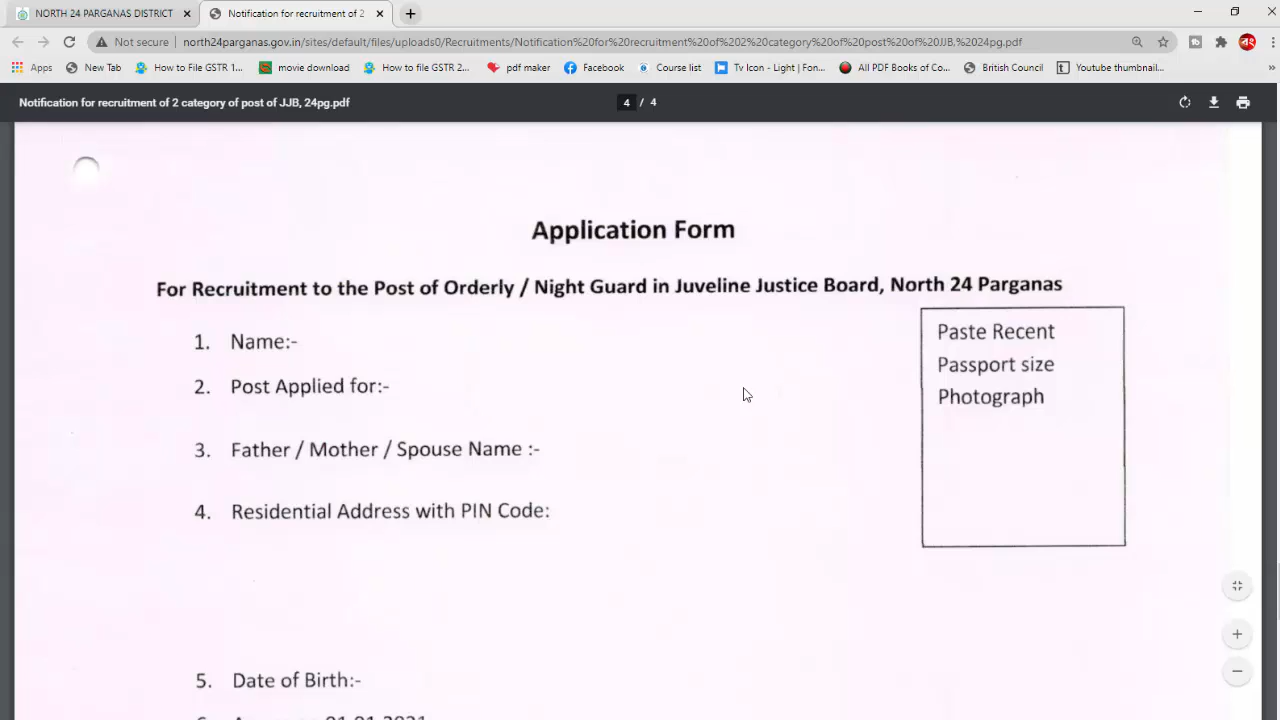 NORTH 24 PARGANAS DISTRICT
Notification for recruitment of 2
Not secure
north24parganas.gov.in/sites/default/files/uploads0/Recruitments/Notification%20for%20recruitment%20of%202%20category%20of%20post%20of%20JJB,%2024pg.pdf
Apps New Tab How to File GSTR 1... movie download How to file GSTR 2... pdf maker Facebook Course list Tv Icon - Light | Fon... All PDF Books of Co... British Council Youtube thumbnail... »
Notification for recruitment of 2 category of post of JJB, 24pg.pdf 4 / 4
Application Form
For Recruitment to the Post of Orderly / Night Guard in Juveline Justice Board, North 24 Parganas
Paste Recent
Passport size
Photograph
1. Name:-
2. Post Applied for:-
3. Father / Mother / Spouse Name :-
4. Residential Address with PIN Code:
5. Date of Birth:-